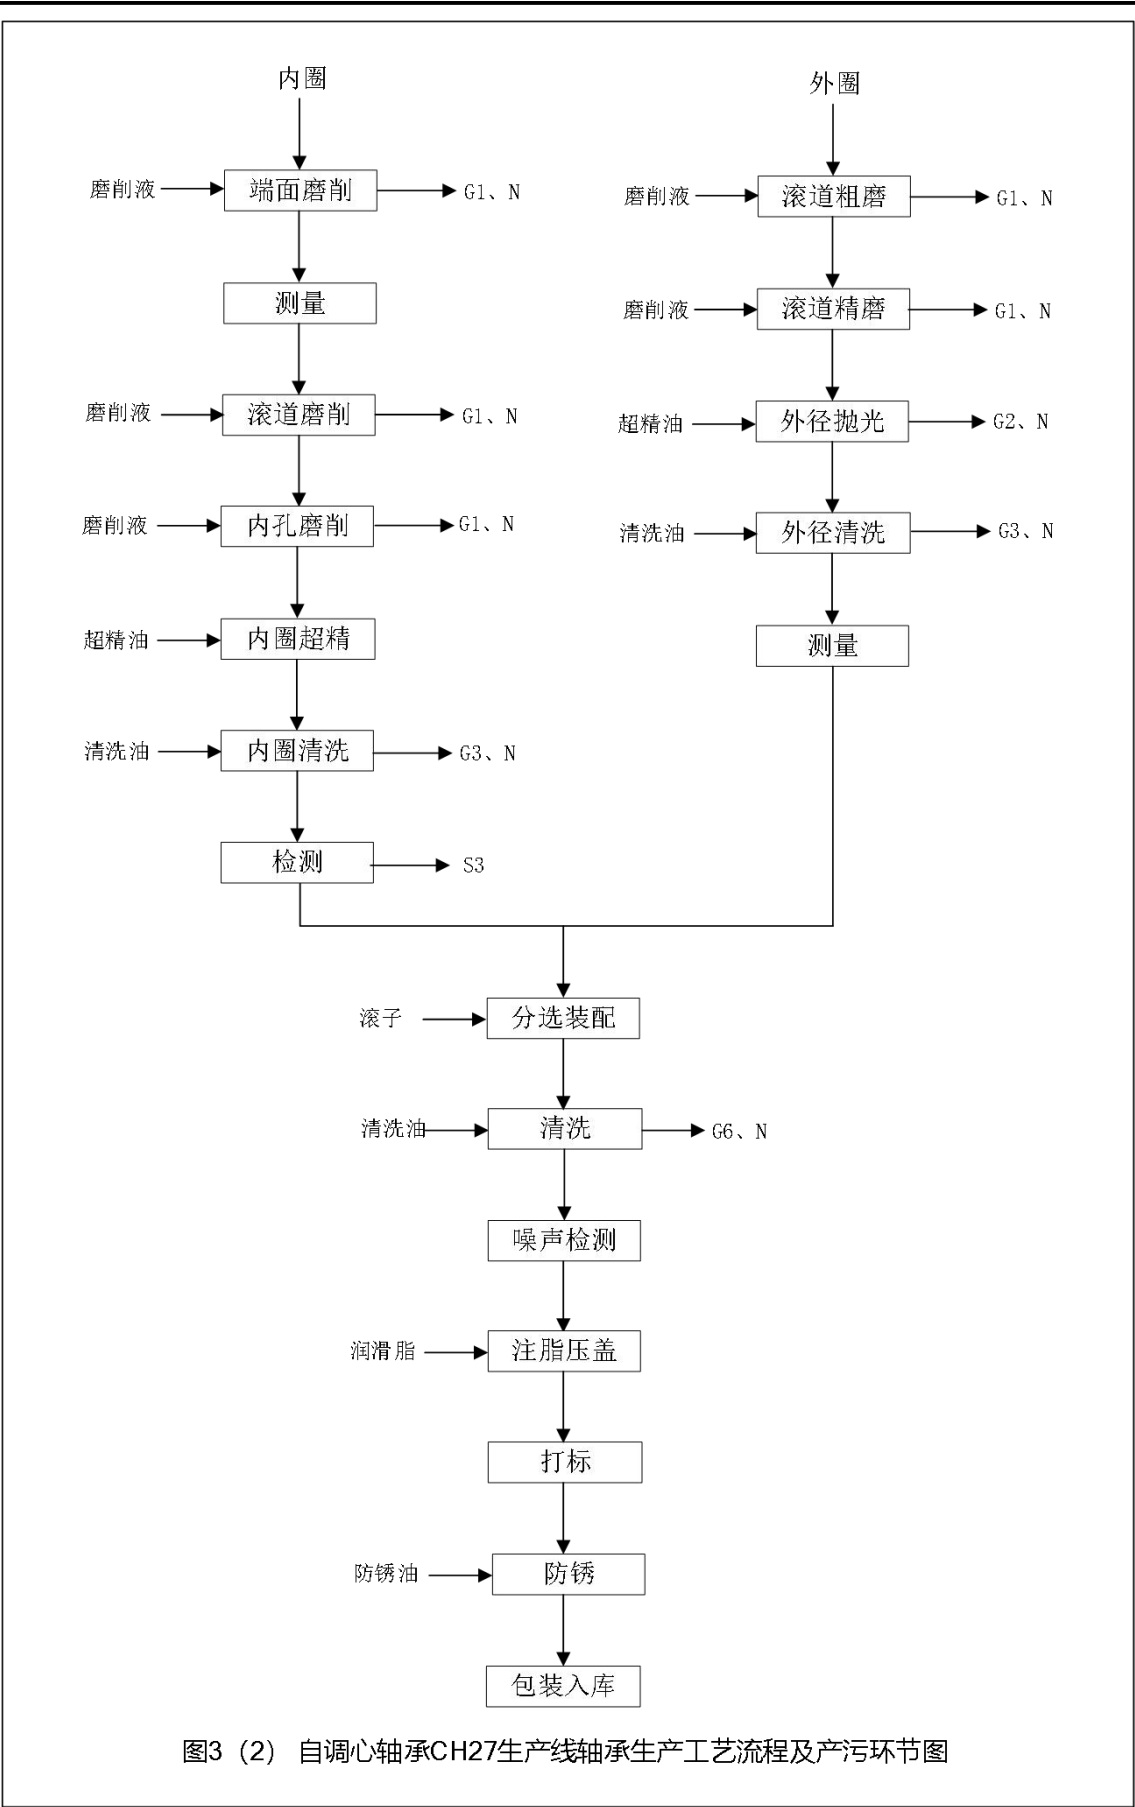 内圈
磨削液 端面磨削 G1、N
测量
磨削液 滚道磨削 G1、N
磨削液 内孔磨削 G1、N
超精油 内圈超精
清洗油 内圈清洗 G3、N
检测 S3
外圈
磨削液 滚道粗磨 G1、N
磨削液 滚道精磨 G1、N
超精油 外径抛光 G2、N
清洗油 外径清洗 G3、N
测量
滚子 分选装配
清洗油 清洗 G6、N
噪声检测
润滑脂 注脂压盖
打标
防锈油 防锈
包装入库
图3（2） 自调心轴承CH27生产线轴承生产工艺流程及产污环节图